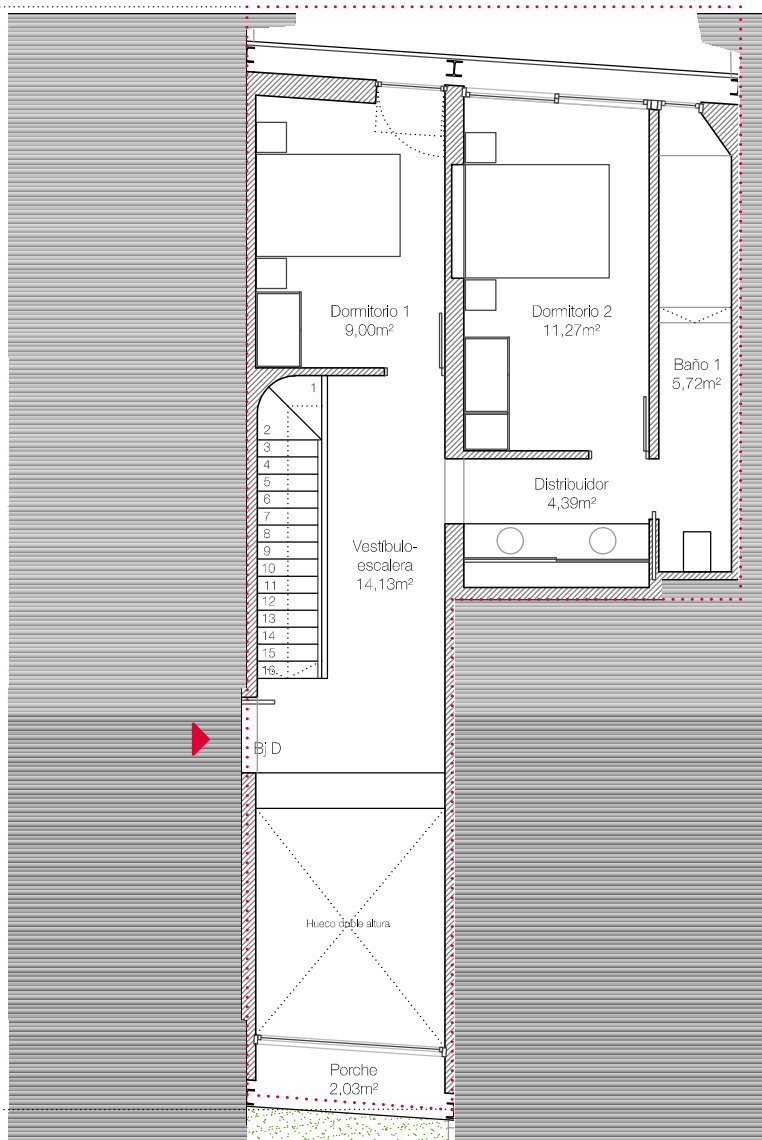 Dormitorio 1
9,00m²
Dormitorio 2
11,27m²
Baño 1
5,72m²
1
2
3
4
5
6
7
8
9
10
11
12
13
14
15
16
Distribuidor
4,39m²
Vestíbulo-
escalera
14,13m²
Bj D
Hueco doble altura
Porche
2,03m²